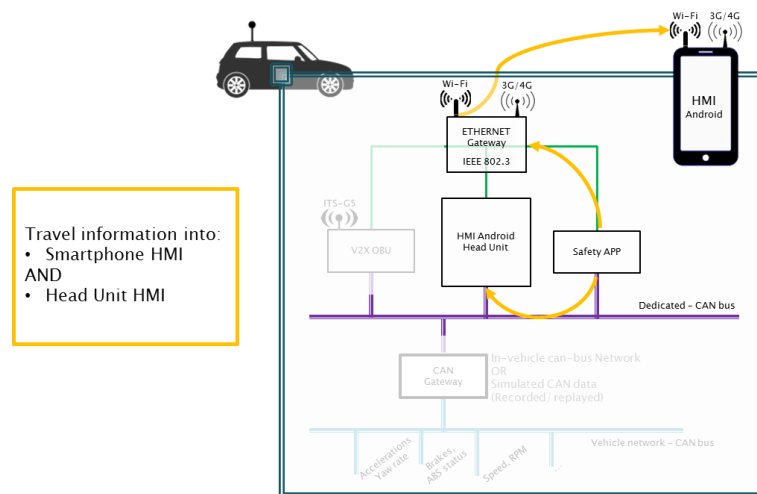 Wi-Fi
3G/4G
HMI
Android
Wi-Fi
3G/4G
ETHERNET
Gateway
IEEE 802.3
Travel information into:
• Smartphone HMI
AND
• Head Unit HMI
ITS-G5
V2X OBU
HMI Android
Head Unit
Safety APP
Dedicated - CAN bus
CAN
Gateway
In-vehicle can-bus Network
OR
Simulated CAN data
(Recorded / replayed)
Vehicle network - CAN bus
Accelerations
Yaw rate
Brakes,
ABS status
Speed, RPM
...